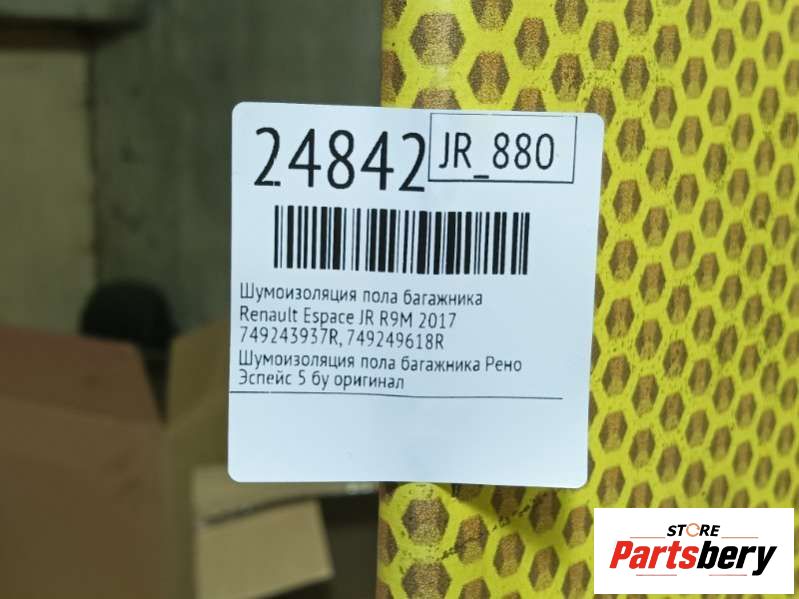 24842
JR_880
Шумоизоляция пола багажника
Renault Espace JR R9M 2017
749243937R, 749249618R
Шумоизоляция пола багажника Рено
Эспейс 5 бу оригинал
STORE
Partsbery